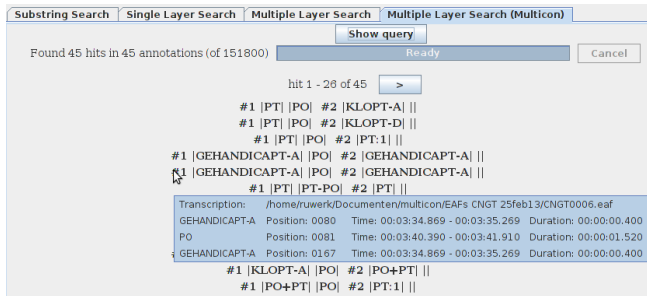 Substring Search Single Layer Search Multiple Layer Search Multiple Layer Search (Multicon)
Show query
Found 45 hits in 45 annotations (of 151800) Ready Cancel
hit 1 - 26 of 45 >
#1 |PT| |PO| #2 |KLOPT-A| ||
#1 |PT| |PO| #2 |KLOPT-D| ||
#1 |PT| |PO| #2 |PT:1| ||
#1 |GEHANDICAPT-A| |PO| #2 |GEHANDICAPT-A| ||
#1 |GEHANDICAPT-A| |PO| #2 |GEHANDICAPT-A| ||
#1 |PT| |PT-PO| #2 |PT| ||
Transcription: /home/ruwerk/Documenten/multicon/EAFs CNGT 25feb13/CNGT0006.eaf
GEHANDICAPT-A Position: 0080 Time: 00:03:34.869 - 00:03:35.269 Duration: 00:00:00.400
PO Position: 0081 Time: 00:03:40.390 - 00:03:41.910 Duration: 00:00:01.520
GEHANDICAPT-A Position: 0167 Time: 00:03:34.869 - 00:03:35.269 Duration: 00:00:00.400
#1 |KLOPT-A| |PO| #2 |PO+PT| ||
#1 |PO+PT| |PO| #2 |PT:1| ||